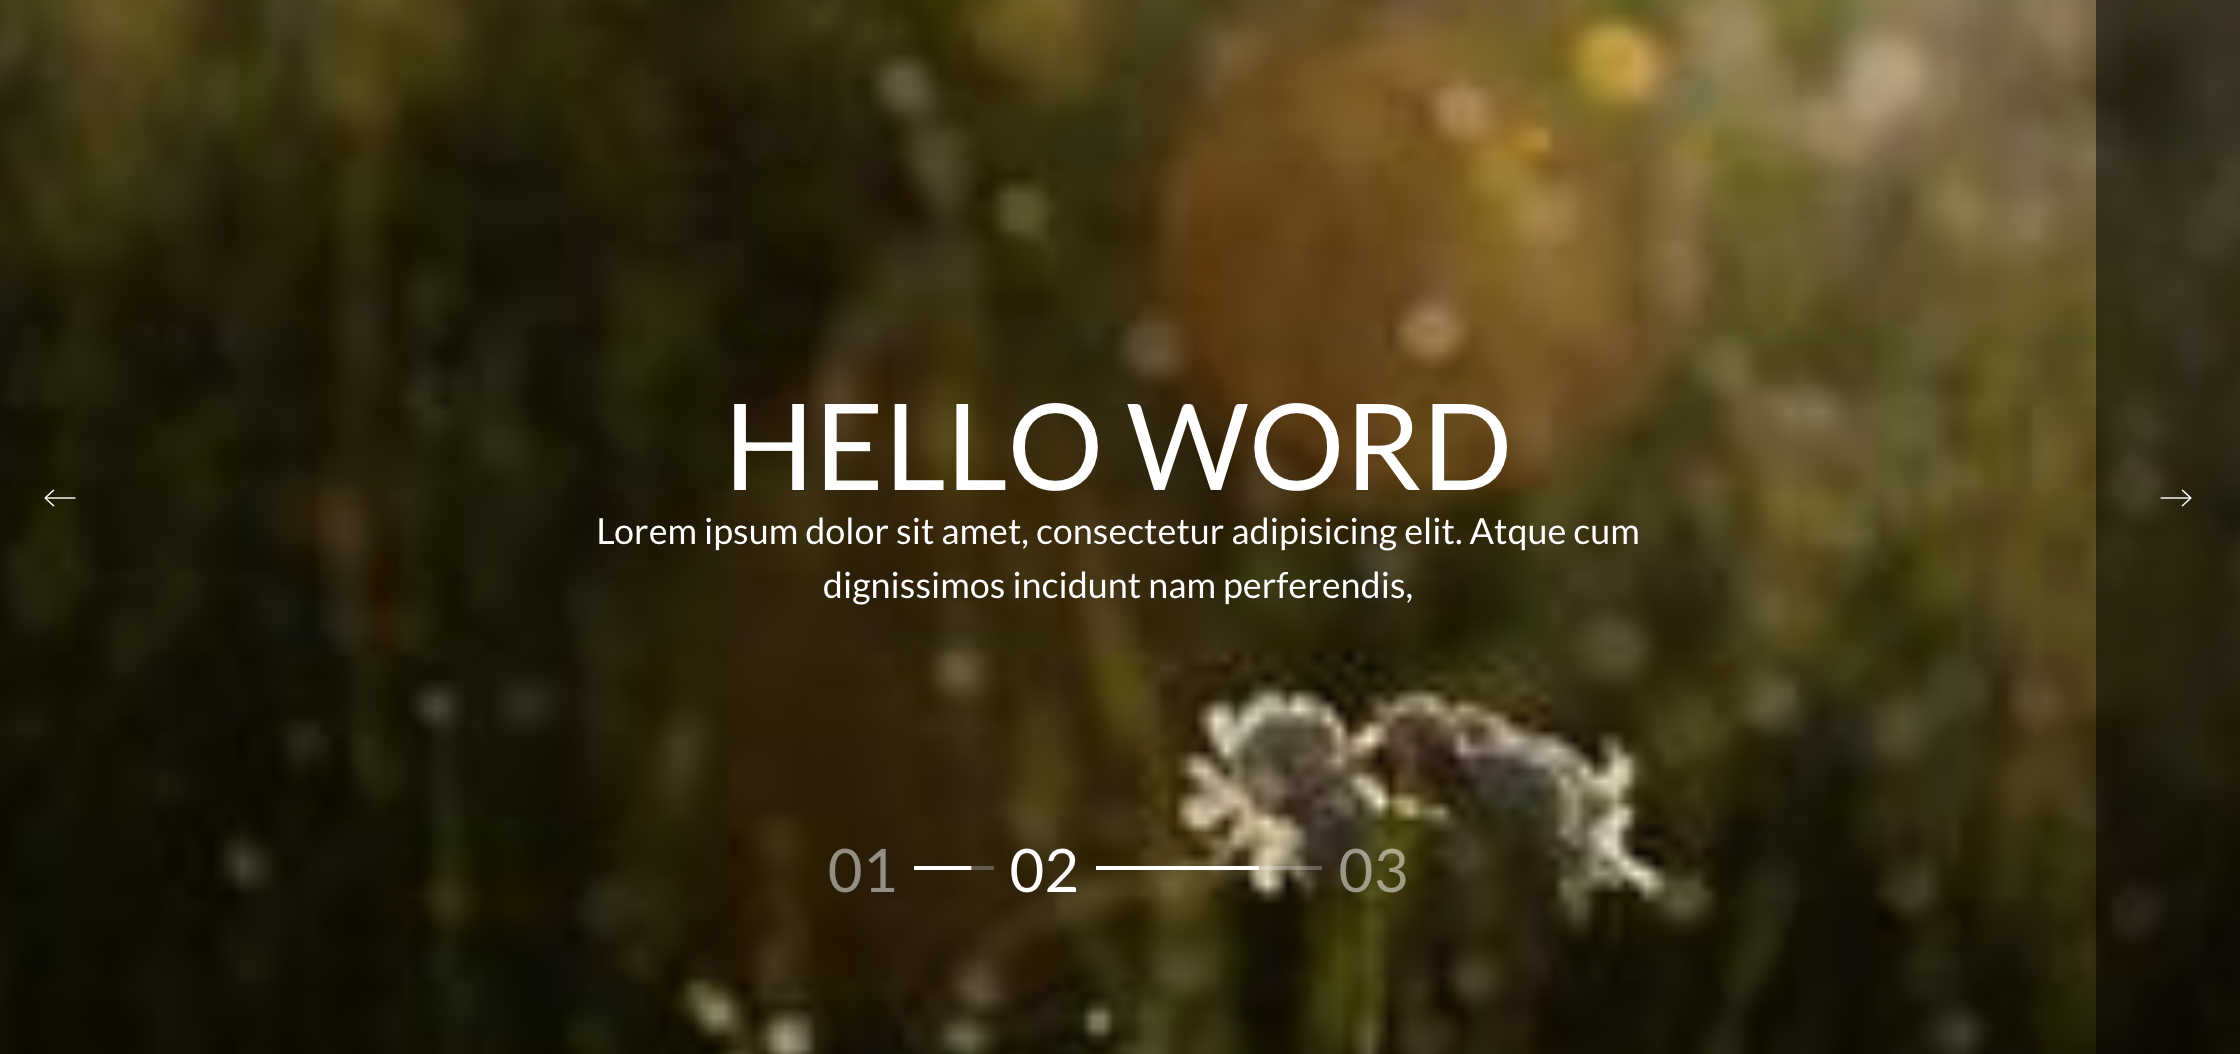 HELLO WORD
Lorem ipsum dolor sit amet, consectetur adipisicing elit. Atque cum
dignissimos incidunt nam perferendis,
01 02 03